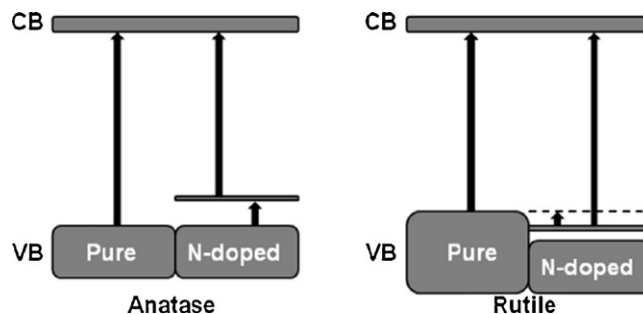 CB
VB
Pure
N-doped
Anatase
CB
VB
Pure
N-doped
Rutile